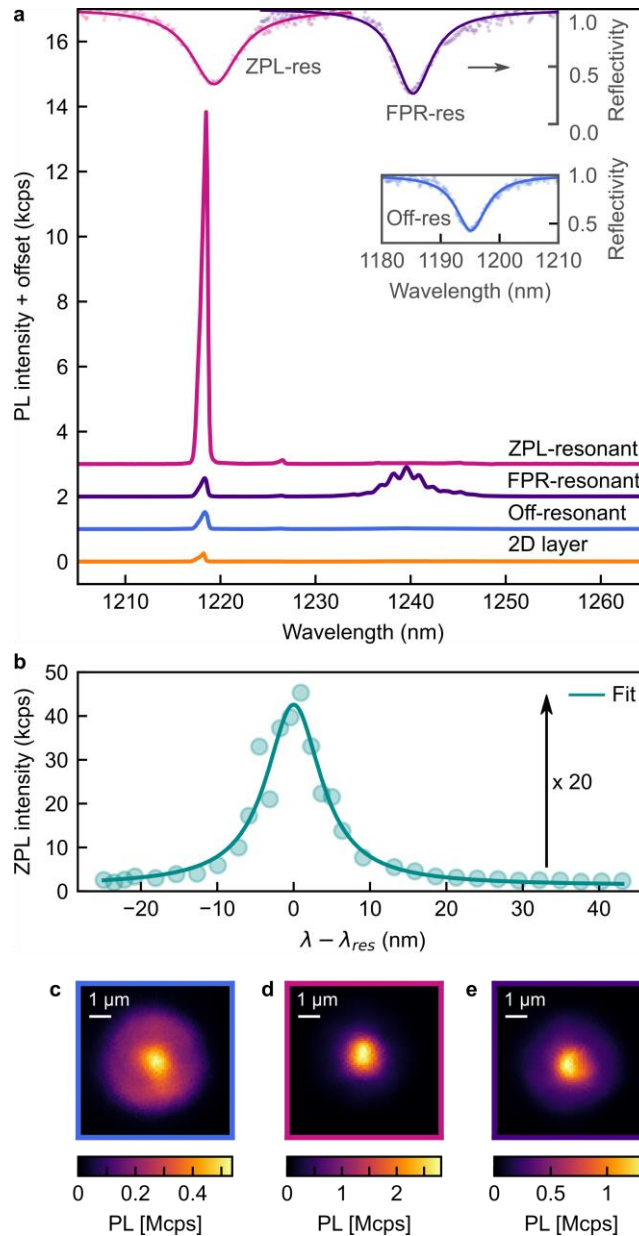 a
16
14
12
10
8
6
4
2
0
PL intensity + offset (kcps)
ZPL-res
FPR-res
1.0
0.5
0.0
Reflectivity
Off-res
1.0
0.5
Reflectivity
1180 1190 1200 1210
Wavelength (nm)
ZPL-resonant
FPR-resonant
Off-resonant
2D layer
1210 1220 1230 1240 1250 1260
Wavelength (nm)
b
50
40
30
20
10
0
ZPL intensity (kcps)
Fit
x 20
−20 −10 0 10 20 30 40
λ − λres (nm)
c
1 μm
0 0.2 0.4
PL [Mcps]
d
1 μm
0 1 2
PL [Mcps]
e
1 μm
0 0.5 1
PL [Mcps]